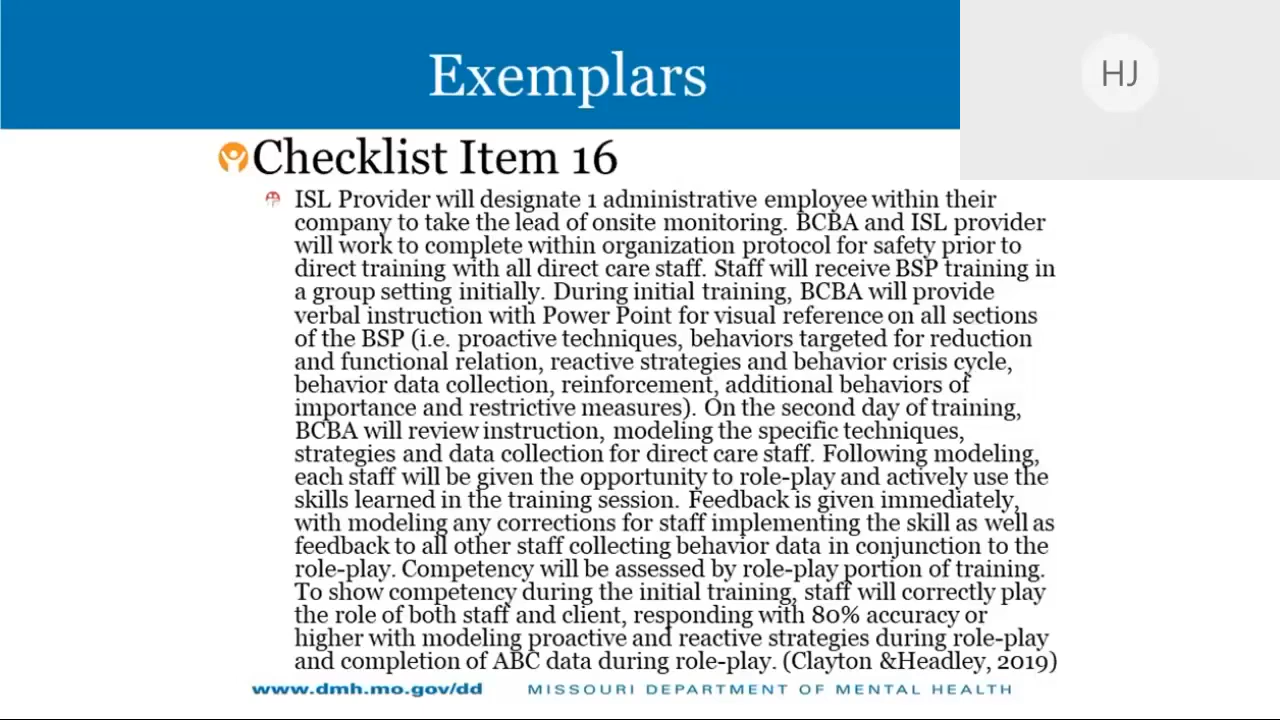 Exemplars
HJ
Checklist Item 16
ISL Provider will designate 1 administrative employee within their
company to take the lead of onsite monitoring. BCBA and ISL provider
will work to complete within organization protocol for safety prior to
direct training with all direct care staff. Staff will receive BSP training in
a group setting initially. During initial training, BCBA will provide
verbal instruction with Power Point for visual reference on all sections
of the BSP (i.e. proactive techniques, behaviors targeted for reduction
and functional relation, reactive strategies and behavior crisis cycle,
behavior data collection, reinforcement, additional behaviors of
importance and restrictive measures). On the second day of training,
BCBA will review instruction, modeling the specific techniques,
strategies and data collection for direct care staff. Following modeling,
each staff will be given the opportunity to role-play and actively use the
skills learned in the training session. Feedback is given immediately,
with modeling any corrections for staff implementing the skill as well as
feedback to all other staff collecting behavior data in conjunction to the
role-play. Competency will be assessed by role-play portion of training.
To show competency during the initial training, staff will correctly play
the role of both staff and client, responding with 80% accuracy or
higher with modeling proactive and reactive strategies during role-play
and completion of ABC data during role-play. (Clayton &Headley, 2019)
www.dmh.mo.gov/dd MISSOURI DEPARTMENT OF MENTAL HEALTH